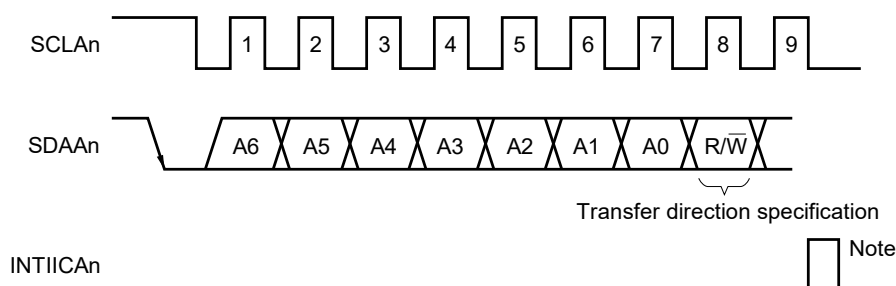 SCLAn 1 2 3 4 5 6 7 8 9
SDAAn A6 A5 A4 A3 A2 A1 A0 R/W̅
Transfer direction specification
INTIICAn Note